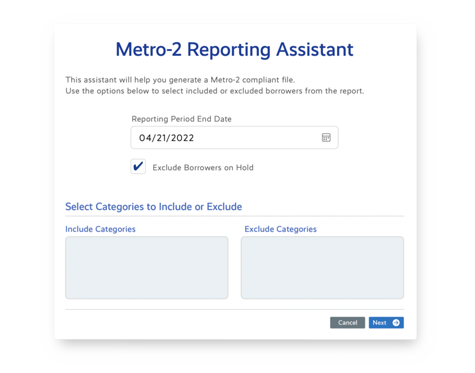 Metro-2 Reporting Assistant
This assistant will help you generate a Metro-2 compliant file.
Use the options below to select included or excluded borrowers from the report.
Reporting Period End Date
04/21/2022
Exclude Borrowers on Hold
Select Categories to Include or Exclude
Include Categories Exclude Categories
Cancel Next